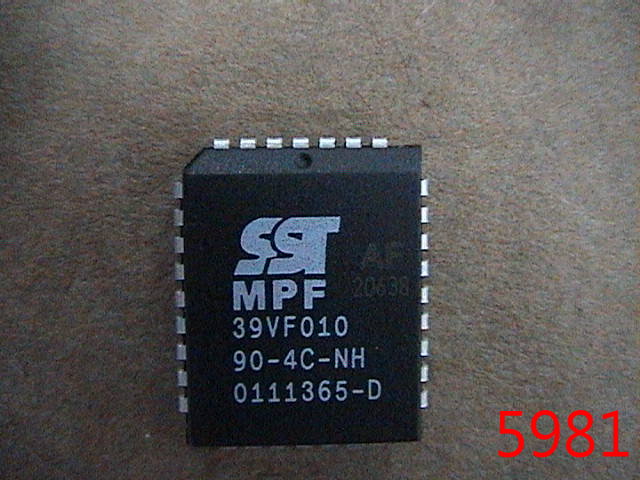 SST
AF
MPF
20638
39VF010
90-4C-NH
0111365-D
5981